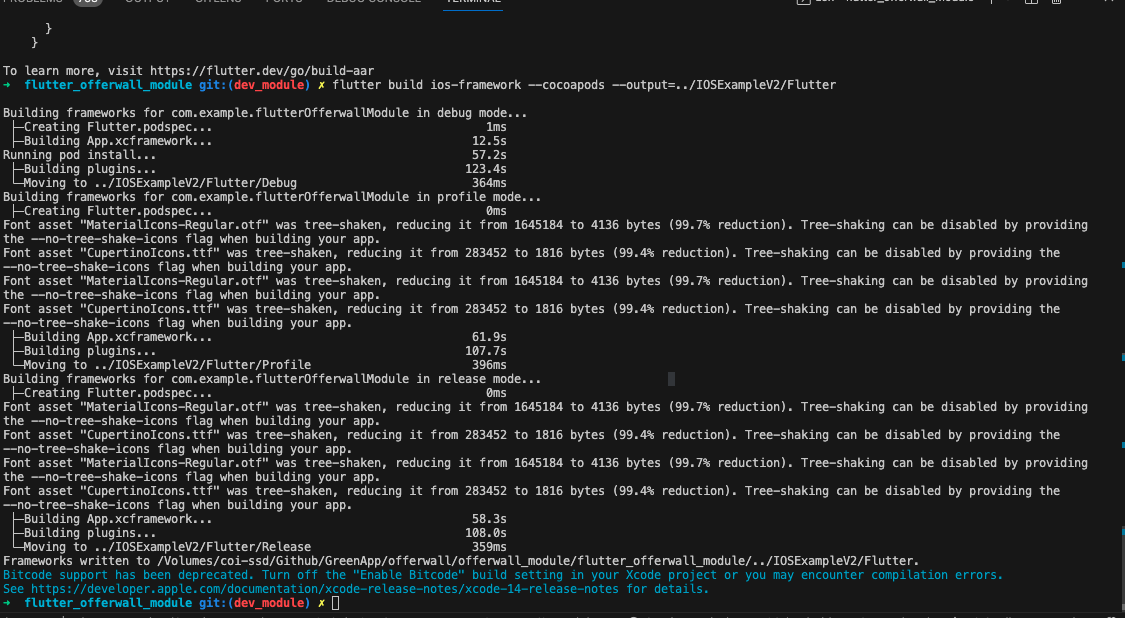 PROBLEMS OUTPUT GITLENS PORTS DEBUG CONSOLE TERMINAL
}
}
To learn more, visit https://flutter.dev/go/build-aar
→ flutter_offerwall_module git:(dev_module) ✗ flutter build ios-framework --cocoapods --output=../IOSExampleV2/Flutter
Building frameworks for com.example.flutterOfferwallModule in debug mode...
├─Creating Flutter.podspec... 1ms
├─Building App.xcframework... 12.5s
Running pod install... 57.2s
├─Building plugins... 123.4s
└─Moving to ../IOSExampleV2/Flutter/Debug 364ms
Building frameworks for com.example.flutterOfferwallModule in profile mode...
├─Creating Flutter.podspec... 0ms
Font asset "MaterialIcons-Regular.otf" was tree-shaken, reducing it from 1645184 to 4136 bytes (99.7% reduction). Tree-shaking can be disabled by providing
the --no-tree-shake-icons flag when building your app.
Font asset "CupertinoIcons.ttf" was tree-shaken, reducing it from 283452 to 1816 bytes (99.4% reduction). Tree-shaking can be disabled by providing the
--no-tree-shake-icons flag when building your app.
Font asset "MaterialIcons-Regular.otf" was tree-shaken, reducing it from 1645184 to 4136 bytes (99.7% reduction). Tree-shaking can be disabled by providing
the --no-tree-shake-icons flag when building your app.
Font asset "CupertinoIcons.ttf" was tree-shaken, reducing it from 283452 to 1816 bytes (99.4% reduction). Tree-shaking can be disabled by providing the
--no-tree-shake-icons flag when building your app.
├─Building App.xcframework... 61.9s
├─Building plugins... 107.7s
└─Moving to ../IOSExampleV2/Flutter/Profile 396ms
Building frameworks for com.example.flutterOfferwallModule in release mode...
├─Creating Flutter.podspec... 0ms
Font asset "MaterialIcons-Regular.otf" was tree-shaken, reducing it from 1645184 to 4136 bytes (99.7% reduction). Tree-shaking can be disabled by providing
the --no-tree-shake-icons flag when building your app.
Font asset "CupertinoIcons.ttf" was tree-shaken, reducing it from 283452 to 1816 bytes (99.4% reduction). Tree-shaking can be disabled by providing the
--no-tree-shake-icons flag when building your app.
Font asset "MaterialIcons-Regular.otf" was tree-shaken, reducing it from 1645184 to 4136 bytes (99.7% reduction). Tree-shaking can be disabled by providing
the --no-tree-shake-icons flag when building your app.
Font asset "CupertinoIcons.ttf" was tree-shaken, reducing it from 283452 to 1816 bytes (99.4% reduction). Tree-shaking can be disabled by providing the
--no-tree-shake-icons flag when building your app.
├─Building App.xcframework... 58.3s
├─Building plugins... 108.0s
└─Moving to ../IOSExampleV2/Flutter/Release 359ms
Frameworks written to /Volumes/coi-ssd/Github/GreenApp/offerwall/offerwall_module/flutter_offerwall_module/../IOSExampleV2/Flutter.
Bitcode support has been deprecated. Turn off the "Enable Bitcode" build setting in your Xcode project or you may encounter compilation errors.
See https://developer.apple.com/documentation/xcode-release-notes/xcode-14-release-notes for details.
→ flutter_offerwall_module git:(dev_module) ✗